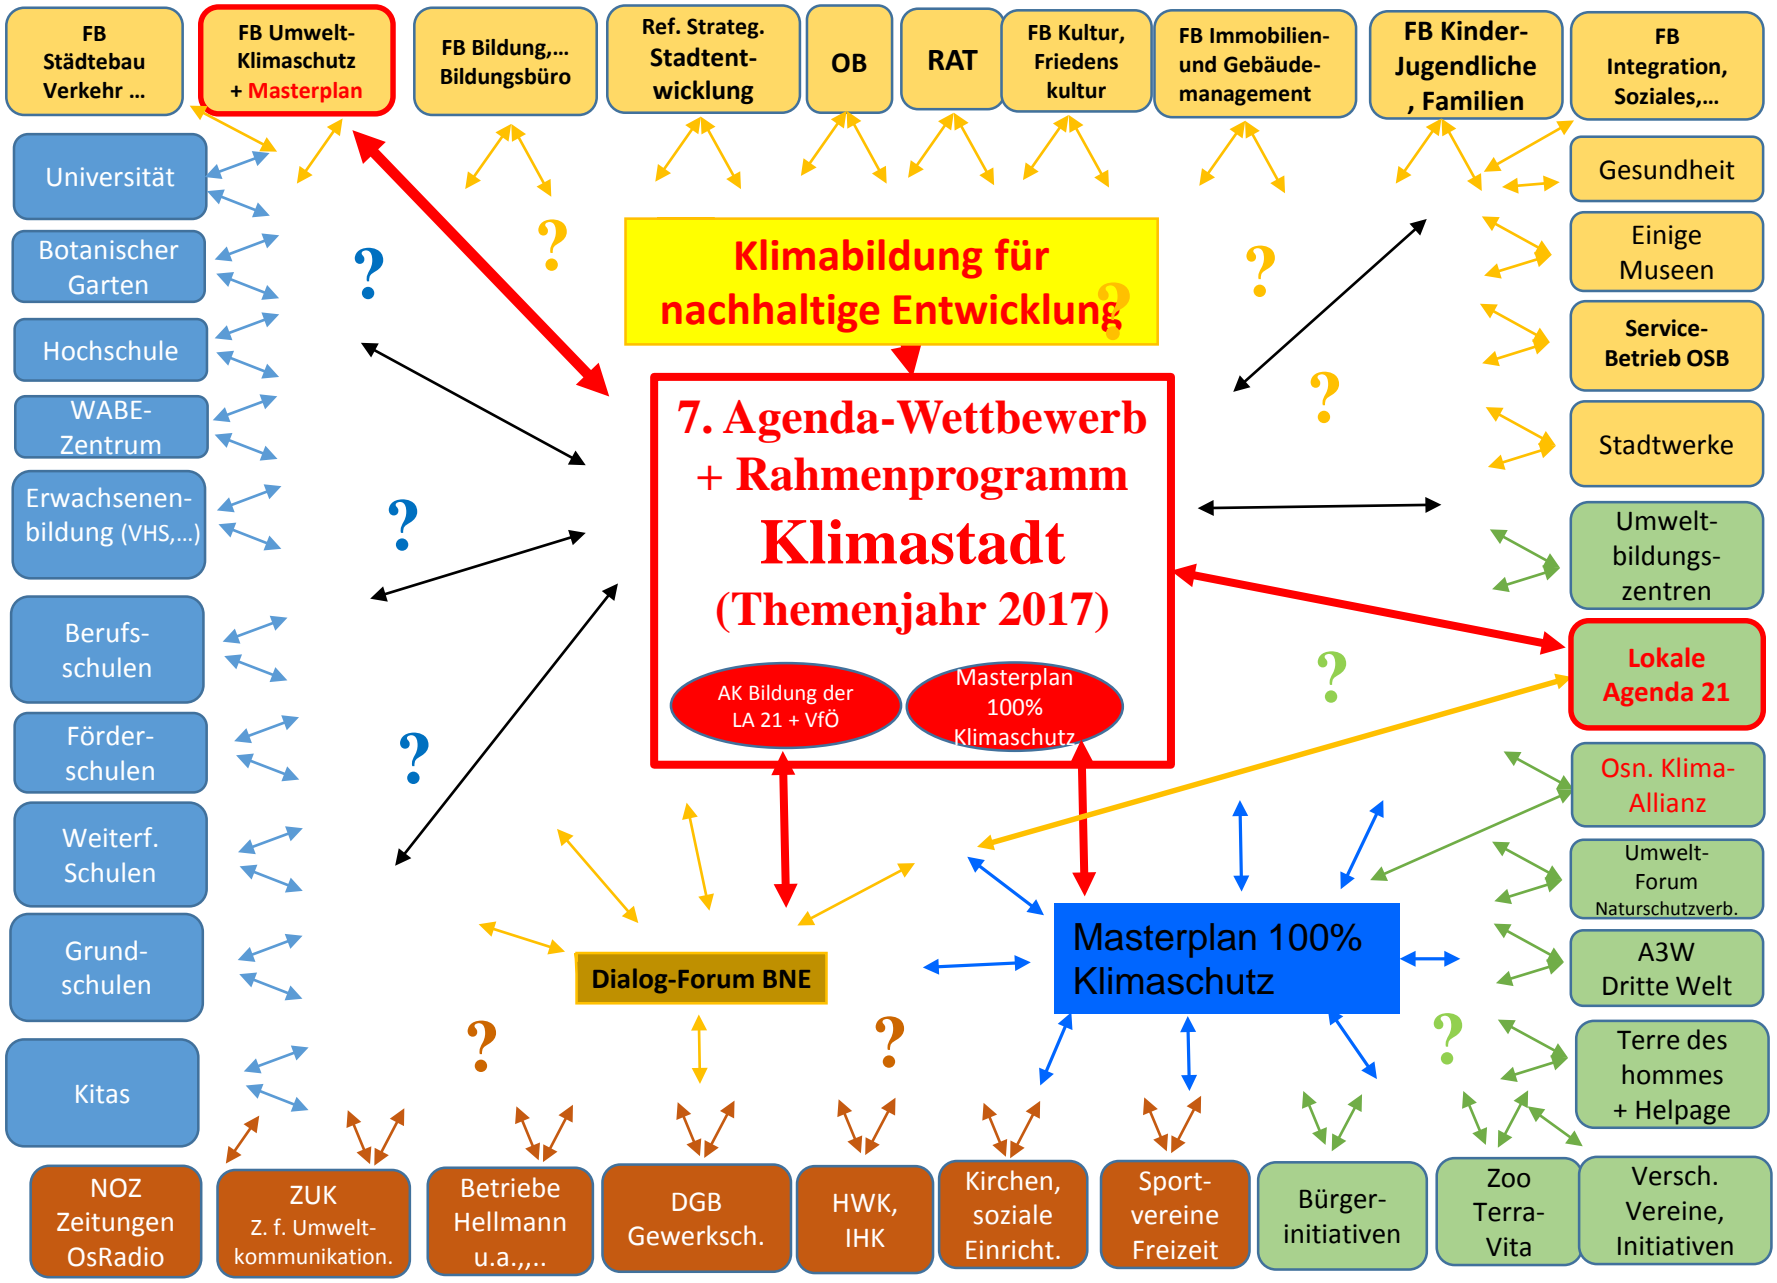 FB
Städtebau
Verkehr ...
FB Umwelt-
Klimaschutz
+ Masterplan
FB Bildung,...
Bildungsbüro
Ref. Strateg.
Stadtent-
wicklung
OB
RAT
FB Kultur,
Friedens
kultur
FB Immobilien-
und Gebäude-
management
FB Kinder-
Jugendliche
, Familien
FB
Integration,
Soziales,...
Universität
Botanischer
Garten
Hochschule
WABE-
Zentrum
Erwachsenen-
bildung (VHS,...)
Berufs-
schulen
Förder-
schulen
Weiterf.
Schulen
Grund-
schulen
Kitas
?
?
?
?
?
?
?
Klimabildung für
nachhaltige Entwicklung
7. Agenda-Wettbewerb
+ Rahmenprogramm
Klimastadt
(Themenjahr 2017)
AK Bildung der
LA 21 + VfÖ
Masterplan
100%
Klimaschutz
?
?
?
?
Dialog-Forum BNE
Masterplan 100%
Klimaschutz
Gesundheit
Einige
Museen
Service-
Betrieb OSB
Stadtwerke
Umwelt-
bildungs-
zentren
Lokale
Agenda 21
Osn. Klima-
Allianz
Umwelt-
Forum
Naturschutzverb.
A3W
Dritte Welt
Terre des
hommes
+ Helpage
NOZ
Zeitungen
OsRadio
ZUK
Z. f. Umwelt-
kommunikation.
Betriebe
Hellmann
u.a.,,..
DGB
Gewerksch.
HWK,
IHK
Kirchen,
soziale
Einricht.
Sport-
vereine
Freizeit
Bürger-
initiativen
Zoo
Terra-
Vita
Versch.
Vereine,
Initiativen